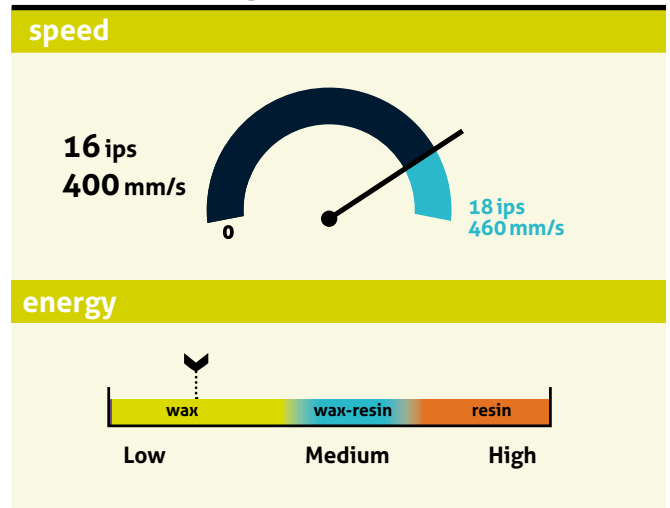 speed
16 ips
400 mm/s
0
18 ips
460 mm/s
energy
wax
wax-resin
resin
Low
Medium
High